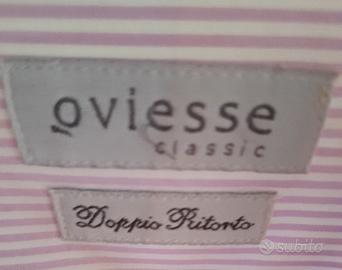 oviesse
classic
Doppio Ritorto
subito